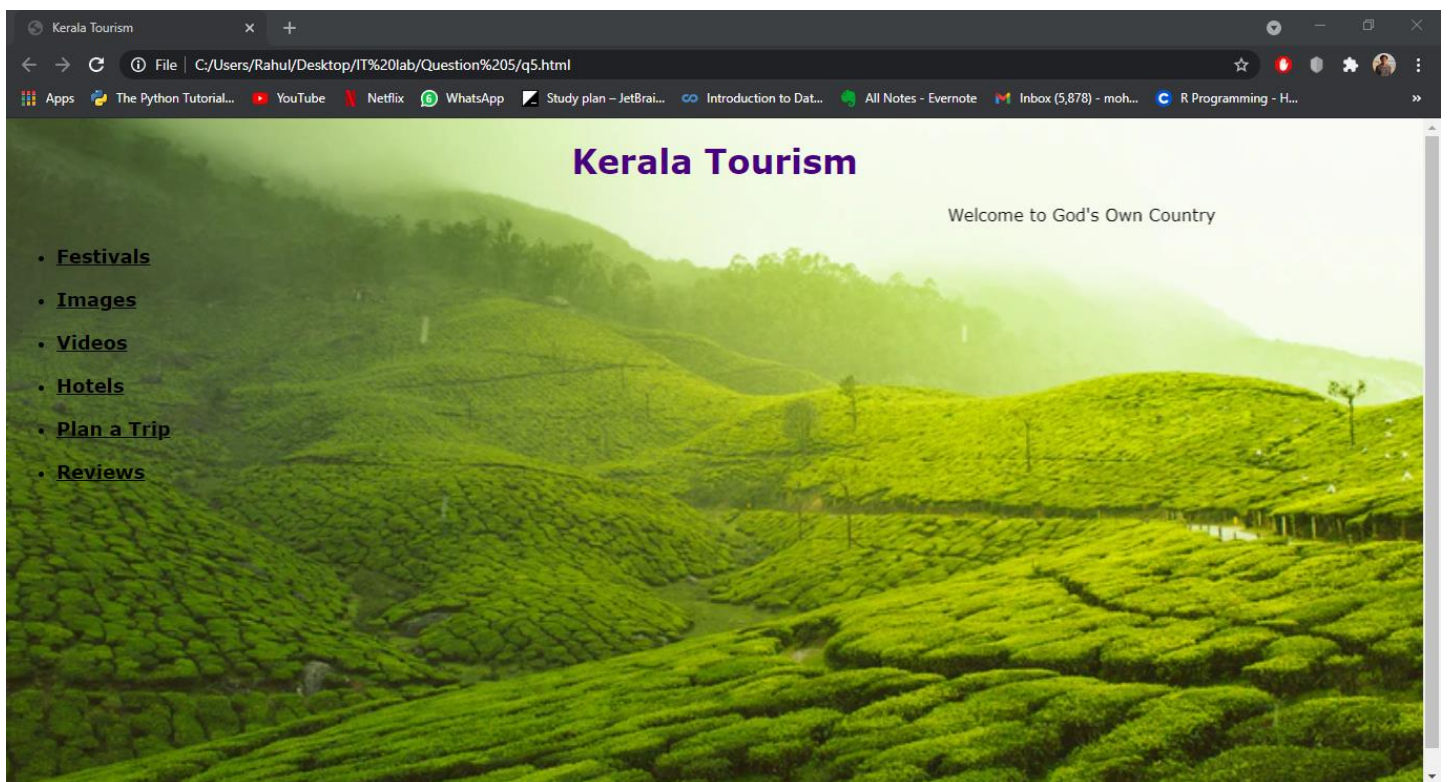 Kerala Tourism
File | C:/Users/Rahul/Desktop/IT%20lab/Question%205/q5.html
Apps The Python Tutorial... YouTube Netflix WhatsApp Study plan – JetBrai... Introduction to Dat... All Notes - Evernote Inbox (5,878) - moh... R Programming - H... »
Kerala Tourism
Welcome to God's Own Country
• Festivals
• Images
• Videos
• Hotels
• Plan a Trip
• Reviews